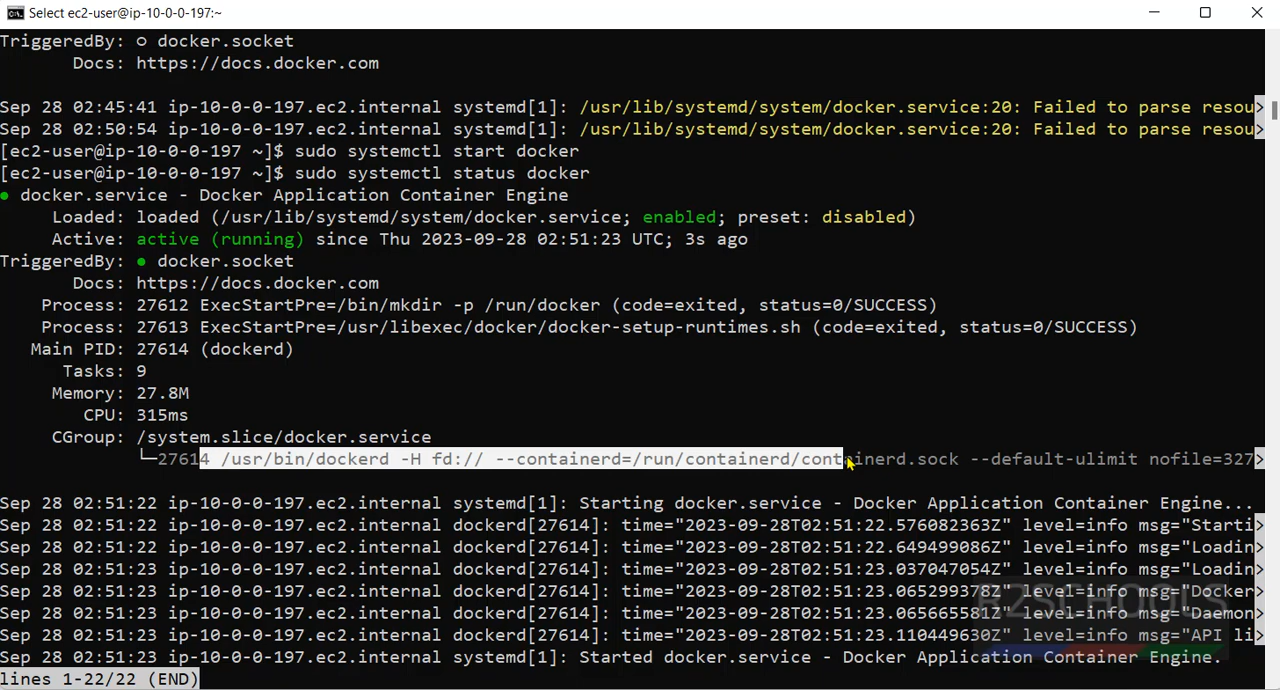 Select ec2-user@ip-10-0-0-197:~
TriggeredBy: ○ docker.socket
Docs: https://docs.docker.com
Sep 28 02:45:41 ip-10-0-0-197.ec2.internal systemd[1]: /usr/lib/systemd/system/docker.service:20: Failed to parse resou>
Sep 28 02:50:54 ip-10-0-0-197.ec2.internal systemd[1]: /usr/lib/systemd/system/docker.service:20: Failed to parse resou>
[ec2-user@ip-10-0-0-197 ~]$ sudo systemctl start docker
[ec2-user@ip-10-0-0-197 ~]$ sudo systemctl status docker
● docker.service - Docker Application Container Engine
Loaded: loaded (/usr/lib/systemd/system/docker.service; enabled; preset: disabled)
Active: active (running) since Thu 2023-09-28 02:51:23 UTC; 3s ago
TriggeredBy: ● docker.socket
Docs: https://docs.docker.com
Process: 27612 ExecStartPre=/bin/mkdir -p /run/docker (code=exited, status=0/SUCCESS)
Process: 27613 ExecStartPre=/usr/libexec/docker/docker-setup-runtimes.sh (code=exited, status=0/SUCCESS)
Main PID: 27614 (dockerd)
Tasks: 9
Memory: 27.8M
CPU: 315ms
CGroup: /system.slice/docker.service
└─27614 /usr/bin/dockerd -H fd:// --containerd=/run/containerd/containerd.sock --default-ulimit nofile=327>
Sep 28 02:51:22 ip-10-0-0-197.ec2.internal systemd[1]: Starting docker.service - Docker Application Container Engine...
Sep 28 02:51:22 ip-10-0-0-197.ec2.internal dockerd[27614]: time="2023-09-28T02:51:22.576082363Z" level=info msg="Starti>
Sep 28 02:51:22 ip-10-0-0-197.ec2.internal dockerd[27614]: time="2023-09-28T02:51:22.649499086Z" level=info msg="Loadin>
Sep 28 02:51:23 ip-10-0-0-197.ec2.internal dockerd[27614]: time="2023-09-28T02:51:23.037047054Z" level=info msg="Loadin>
Sep 28 02:51:23 ip-10-0-0-197.ec2.internal dockerd[27614]: time="2023-09-28T02:51:23.065299378Z" level=info msg="Docker>
Sep 28 02:51:23 ip-10-0-0-197.ec2.internal dockerd[27614]: time="2023-09-28T02:51:23.065665581Z" level=info msg="Daemon>
Sep 28 02:51:23 ip-10-0-0-197.ec2.internal dockerd[27614]: time="2023-09-28T02:51:23.110449630Z" level=info msg="API li>
Sep 28 02:51:23 ip-10-0-0-197.ec2.internal systemd[1]: Started docker.service - Docker Application Container Engine.
lines 1-22/22 (END)
R2SCHOOLS